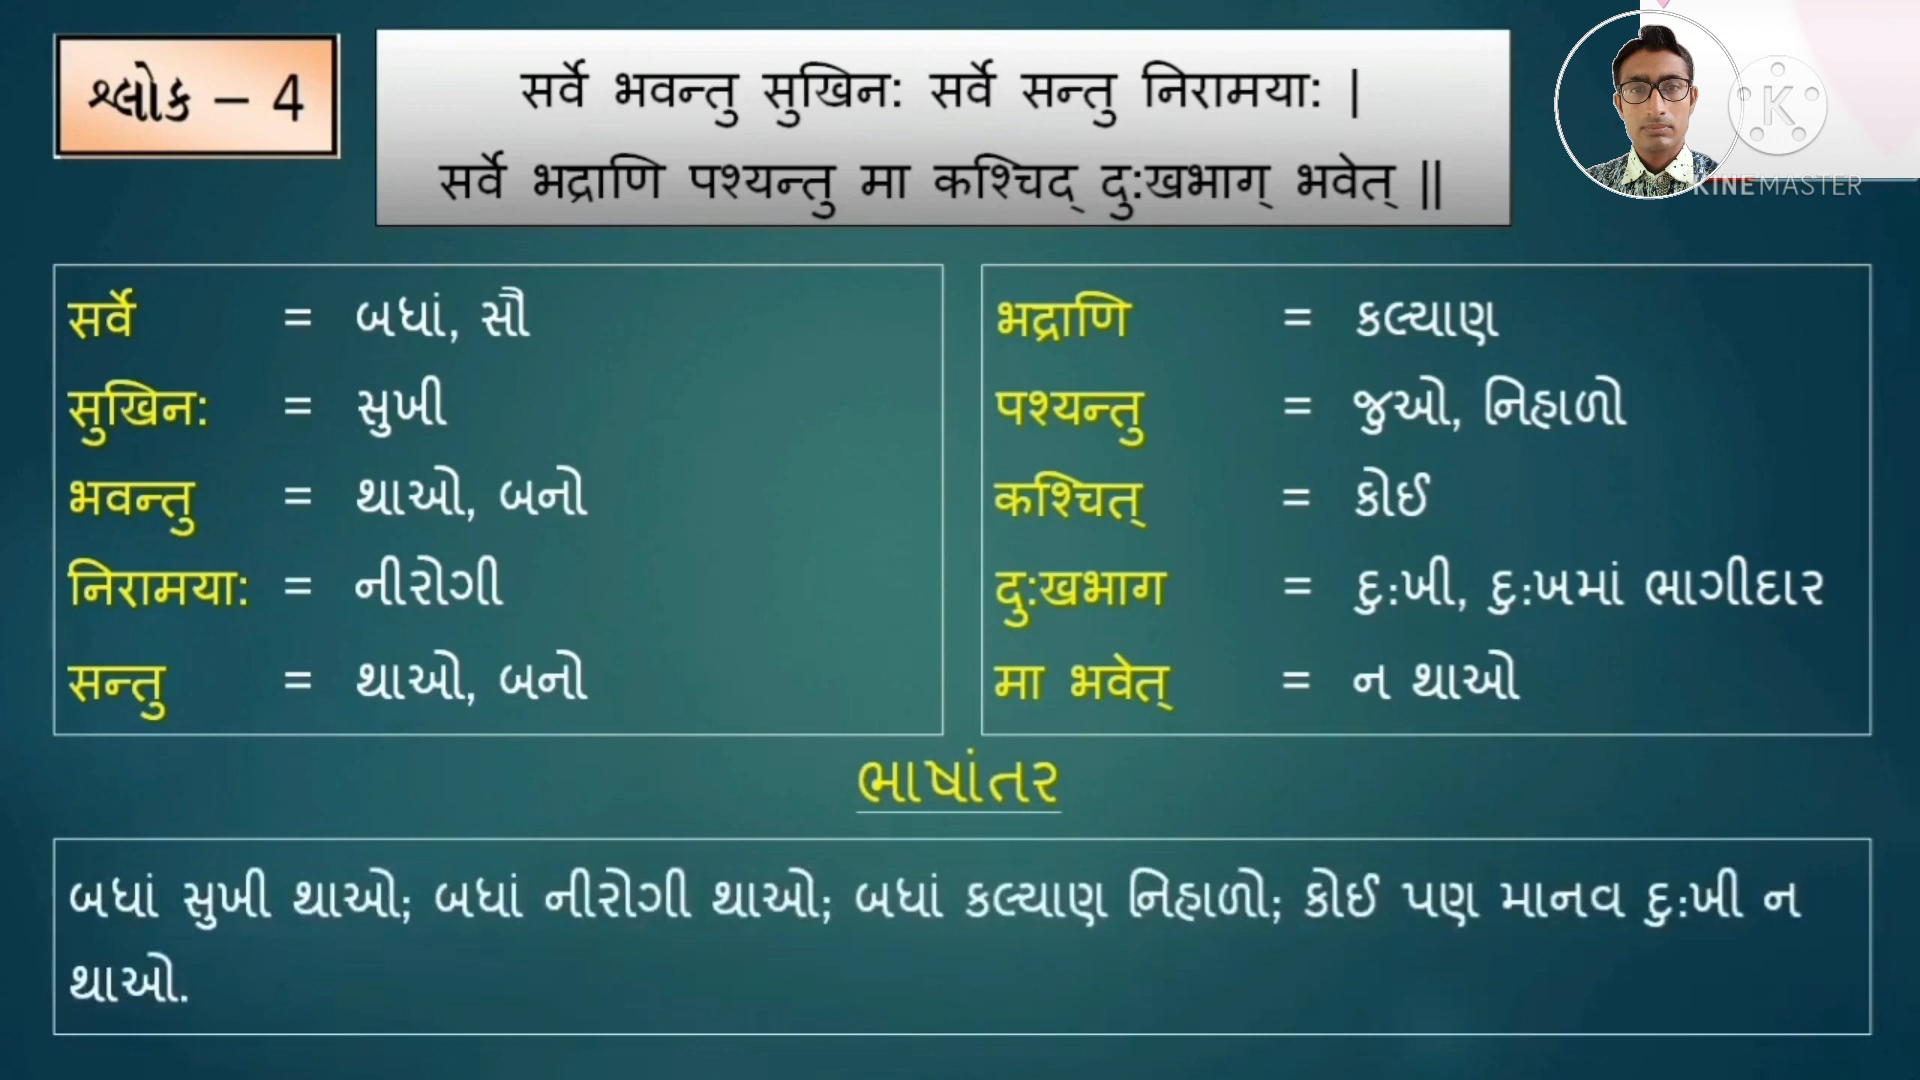 શ્લોક – 4
सर्वे भवन्तु सुखिन: सर्वे सन्तु निरामया: |
सर्वे भद्राणि पश्यन्तु मा कश्चिद् दु:खभाग् भवेत् ||
K
KINEMASTER
सर्वे = બધાં, સૌ
सुखिन: = સુખી
भवन्तु = થાઓ, બનો
निरामया: = નીરોગી
सन्तु = થાઓ, બનો
भद्राणि = કલ્યાણ
पश्यन्तु = જુઓ, નિહાળો
कश्चित् = કોઈ
दु:खभाग = દુ:ખી, દુ:ખમાં ભાગીદાર
मा भवेत् = ન થાઓ
ભાષાંતર
બધાં સુખી થાઓ; બધાં નીરોગી થાઓ; બધાં કલ્યાણ નિહાળો; કોઈ પણ માનવ દુ:ખી ન
થાઓ.